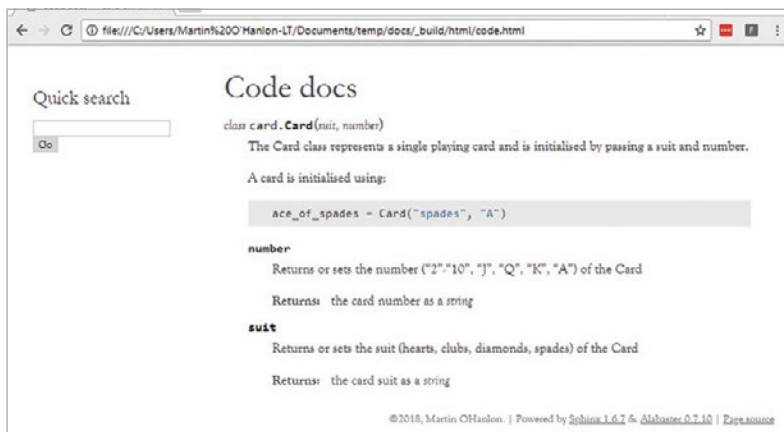 file:///C:/Users/Martin%20O'Hanlon-LT/Documents/temp/docs/_build/html/code.html
Quick search
Go
Code docs
class card.Card(suit, number)
The Card class represents a single playing card and is initialised by passing a suit and number.
A card is initialised using:
ace_of_spades = Card("spades", "A")
number
Returns or sets the number (“2”-“10”, “J”, “Q”, “K”, “A”) of the Card
Returns: the card number as a string
suit
Returns or sets the suit (hearts, clubs, diamonds, spades) of the Card
Returns: the card suit as a string
©2018, Martin OHanlon. | Powered by Sphinx 1.6.7 & Alabaster 0.7.10 | Page source